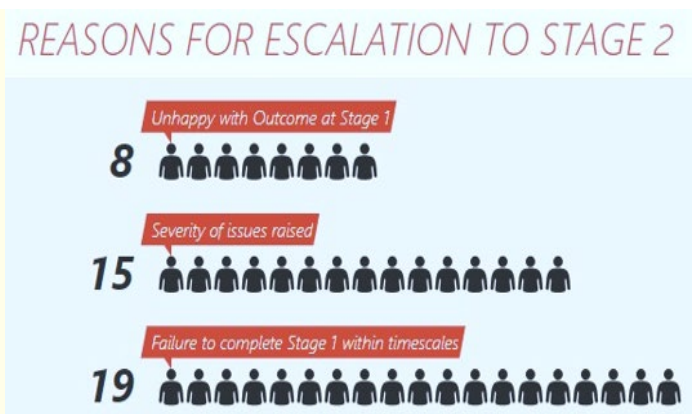 REASONS FOR ESCALATION TO STAGE 2
Unhappy with Outcome at Stage 1
8
Severity of issues raised
15
Failure to complete Stage 1 within timescales
19